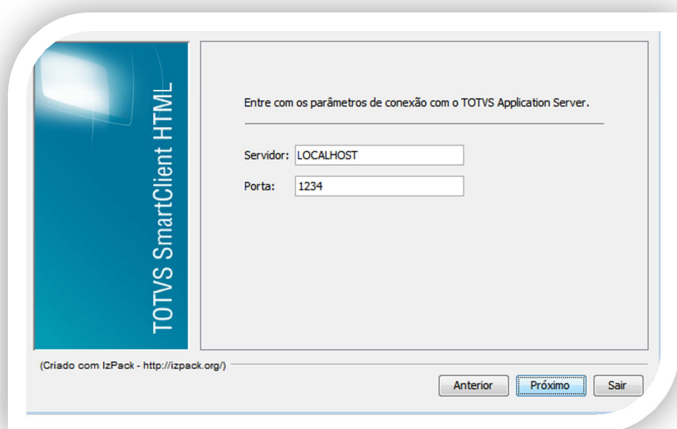 TOTVS SmartClient HTML
Entre com os parâmetros de conexão com o TOTVS Application Server.
Servidor: LOCALHOST
Porta: 1234
(Criado com IzPack - http://izpack.org/)
Anterior
Próximo
Sair